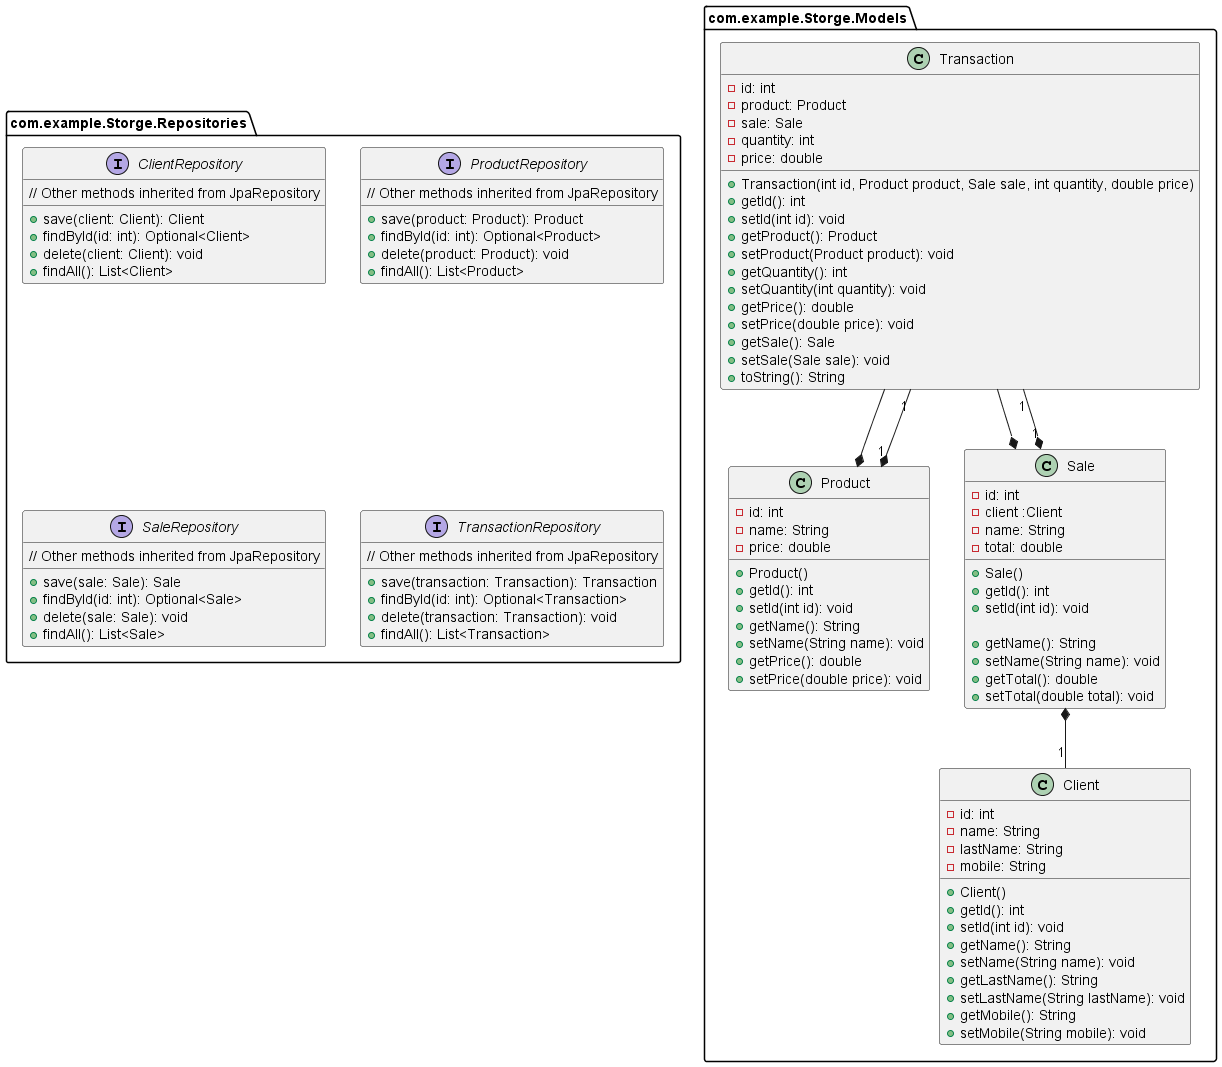 com.example.Storge.Repositories
I ClientRepository
// Other methods inherited from JpaRepository
save(client: Client): Client
findById(id: int): Optional<Client>
delete(client: Client): void
findAll(): List<Client>
I ProductRepository
// Other methods inherited from JpaRepository
save(product: Product): Product
findById(id: int): Optional<Product>
delete(product: Product): void
findAll(): List<Product>
I SaleRepository
// Other methods inherited from JpaRepository
save(sale: Sale): Sale
findById(id: int): Optional<Sale>
delete(sale: Sale): void
findAll(): List<Sale>
I TransactionRepository
// Other methods inherited from JpaRepository
save(transaction: Transaction): Transaction
findById(id: int): Optional<Transaction>
delete(transaction: Transaction): void
findAll(): List<Transaction>
com.example.Storge.Models
C Transaction
id: int
product: Product
sale: Sale
quantity: int
price: double
Transaction(int id, Product product, Sale sale, int quantity, double price)
getId(): int
setId(int id): void
getProduct(): Product
setProduct(Product product): void
getQuantity(): int
setQuantity(int quantity): void
getPrice(): double
setPrice(double price): void
getSale(): Sale
setSale(Sale sale): void
toString(): String
1
1
1
1
C Product
id: int
name: String
price: double
Product()
getId(): int
setId(int id): void
getName(): String
setName(String name): void
getPrice(): double
setPrice(double price): void
C Sale
id: int
client :Client
name: String
total: double
Sale()
getId(): int
setId(int id): void
getName(): String
setName(String name): void
getTotal(): double
setTotal(double total): void
1
C Client
id: int
name: String
lastName: String
mobile: String
Client()
getId(): int
setId(int id): void
getName(): String
setName(String name): void
getLastName(): String
setLastName(String lastName): void
getMobile(): String
setMobile(String mobile): void